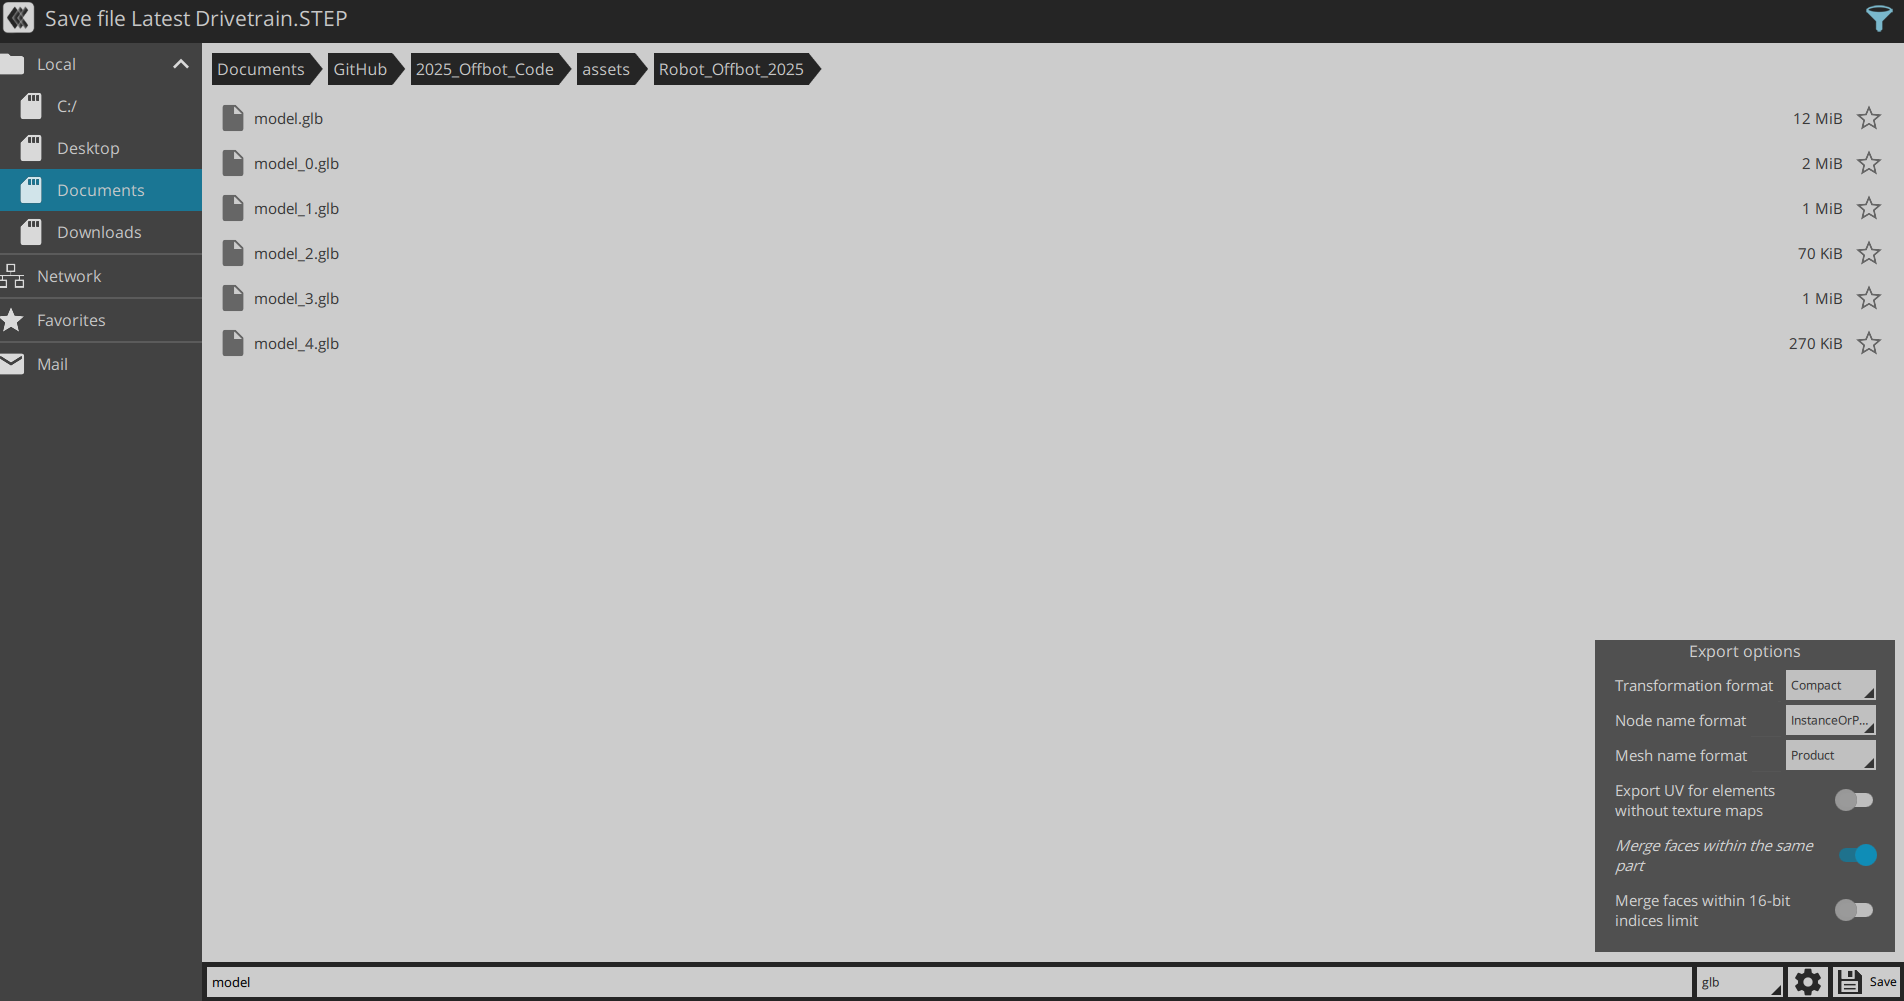 Save file Latest Drivetrain.STEP
Local
C:/
Desktop
Documents
Downloads
Network
Favorites
Mail
Documents GitHub 2025_Offbot_Code assets Robot_Offbot_2025
model.glb 12 MiB
model_0.glb 2 MiB
model_1.glb 1 MiB
model_2.glb 70 KiB
model_3.glb 1 MiB
model_4.glb 270 KiB
Export options
Transformation format Compact
Node name format InstanceOrP...
Mesh name format Product
Export UV for elements
without texture maps
Merge faces within the same
part
Merge faces within 16-bit
indices limit
model glb Save